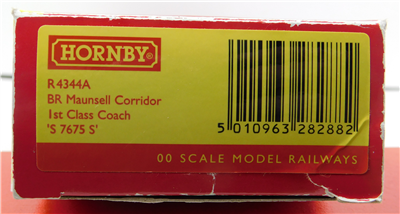 HORNBY®
R4344A
BR Maunsell Corridor
1st Class Coach
'S 7675 S'
5 010963 282882
00 SCALE MODEL RAILWAYS